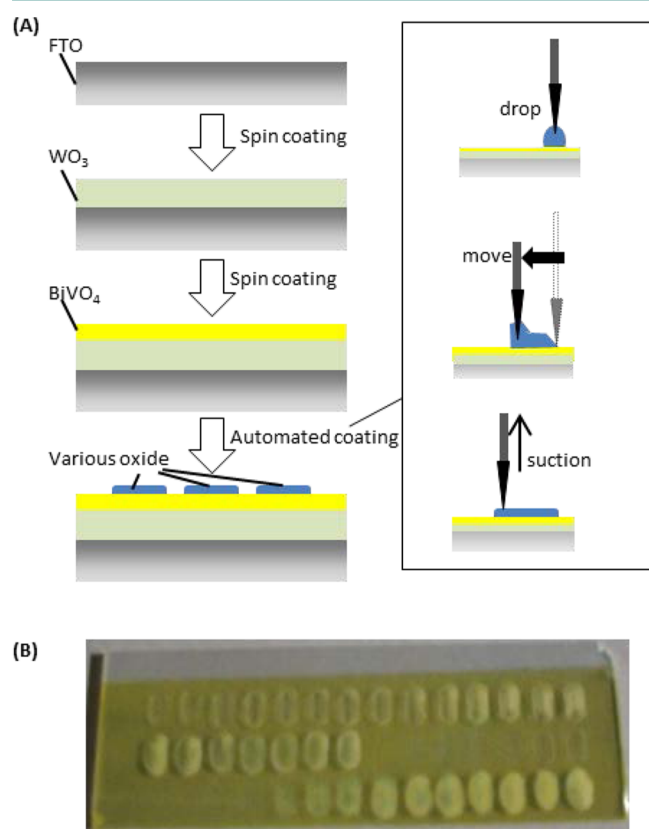 (A)
FTO
Spin coating
WO3
Spin coating
BiVO4
Automated coating
Various oxide
drop
move
suction
(B)